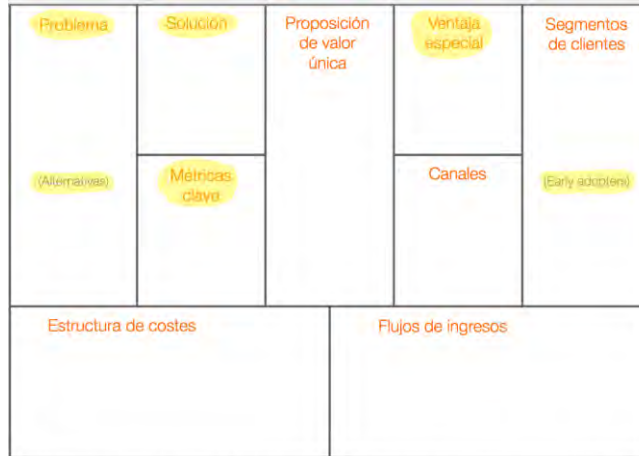 Problema
(Alternativas)
Solución
Métricas
clave
Proposición
de valor
única
Ventaja
especial
Canales
Segmentos
de clientes
(Early adopters)
Estructura de costes
Flujos de ingresos